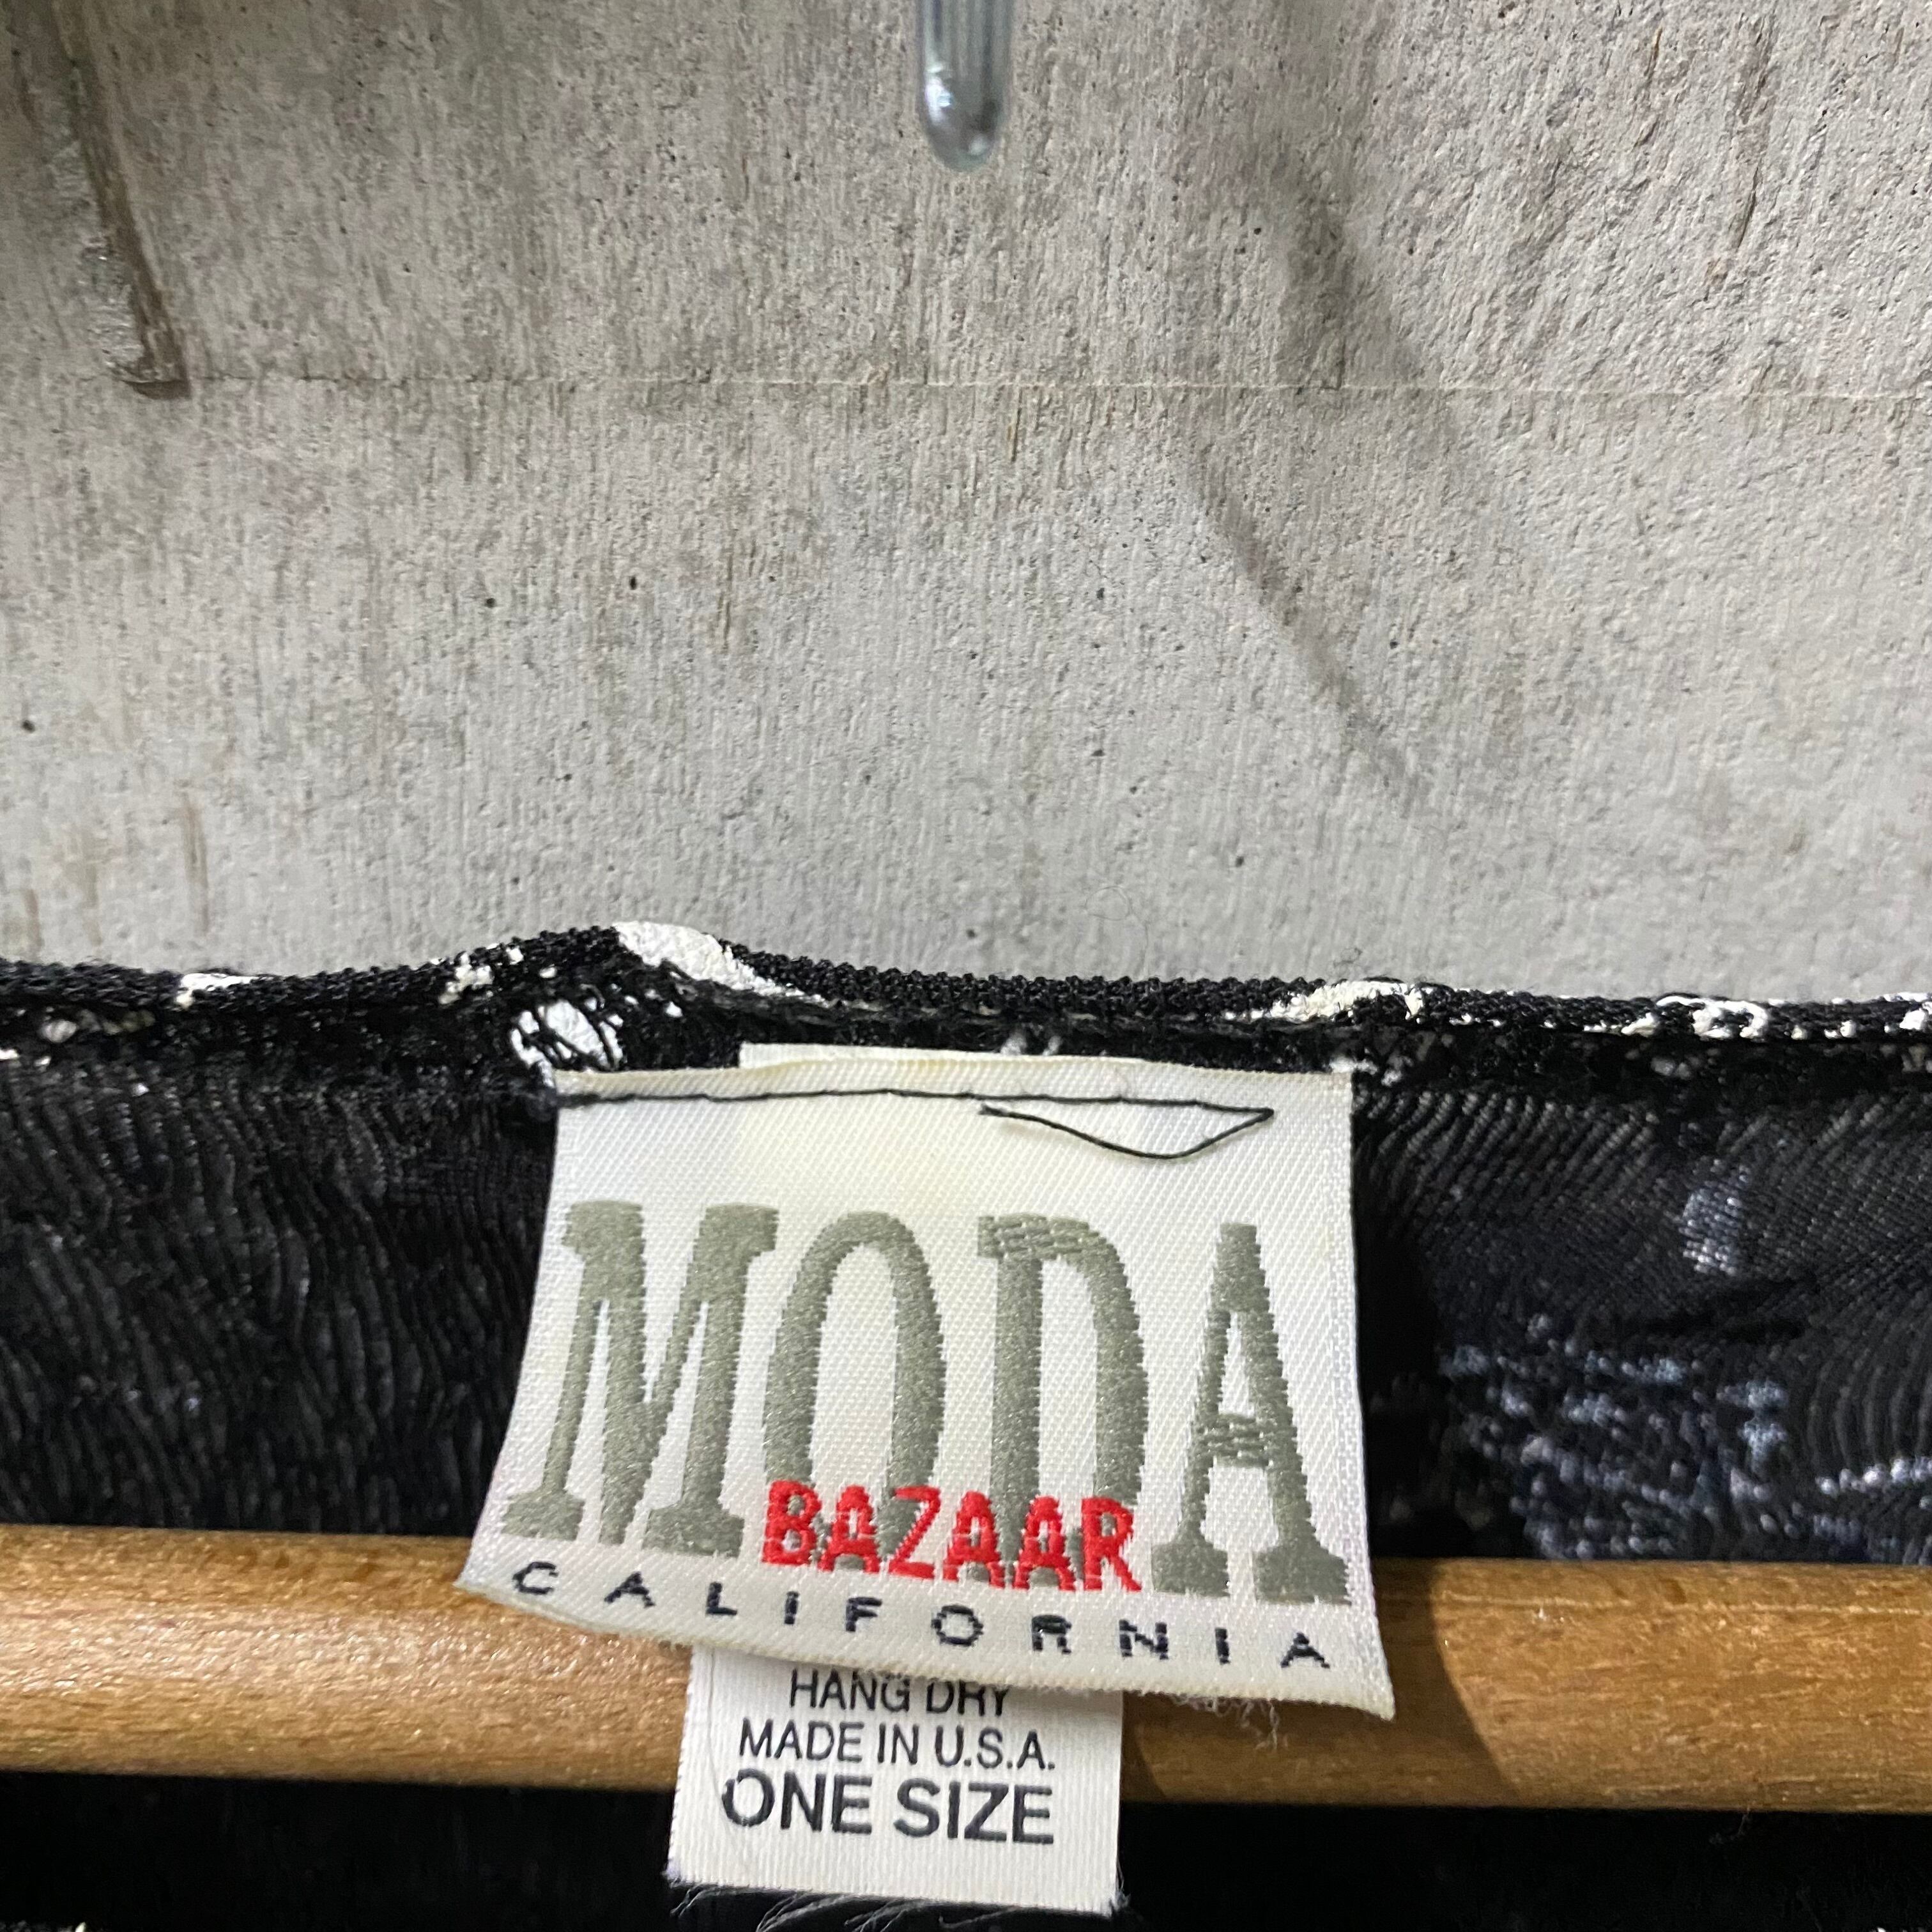 MODA
BAZAAR
CALIFORNIA
HANG DRY
MADE IN U.S.A.
ONE SIZE